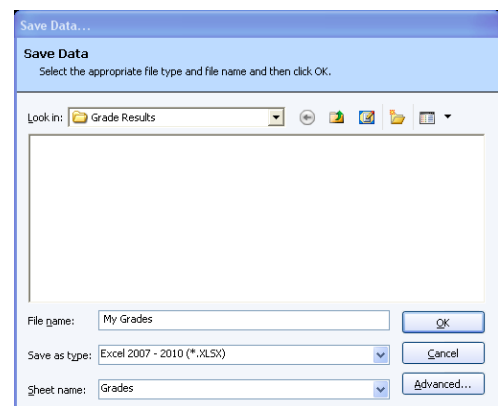 Save Data...
Save Data
Select the appropriate file type and file name and then click OK.
Look in: Grade Results
File name: My Grades
OK
Save as type: Excel 2007 - 2010 (*.XLSX)
Cancel
Sheet name: Grades
Advanced...